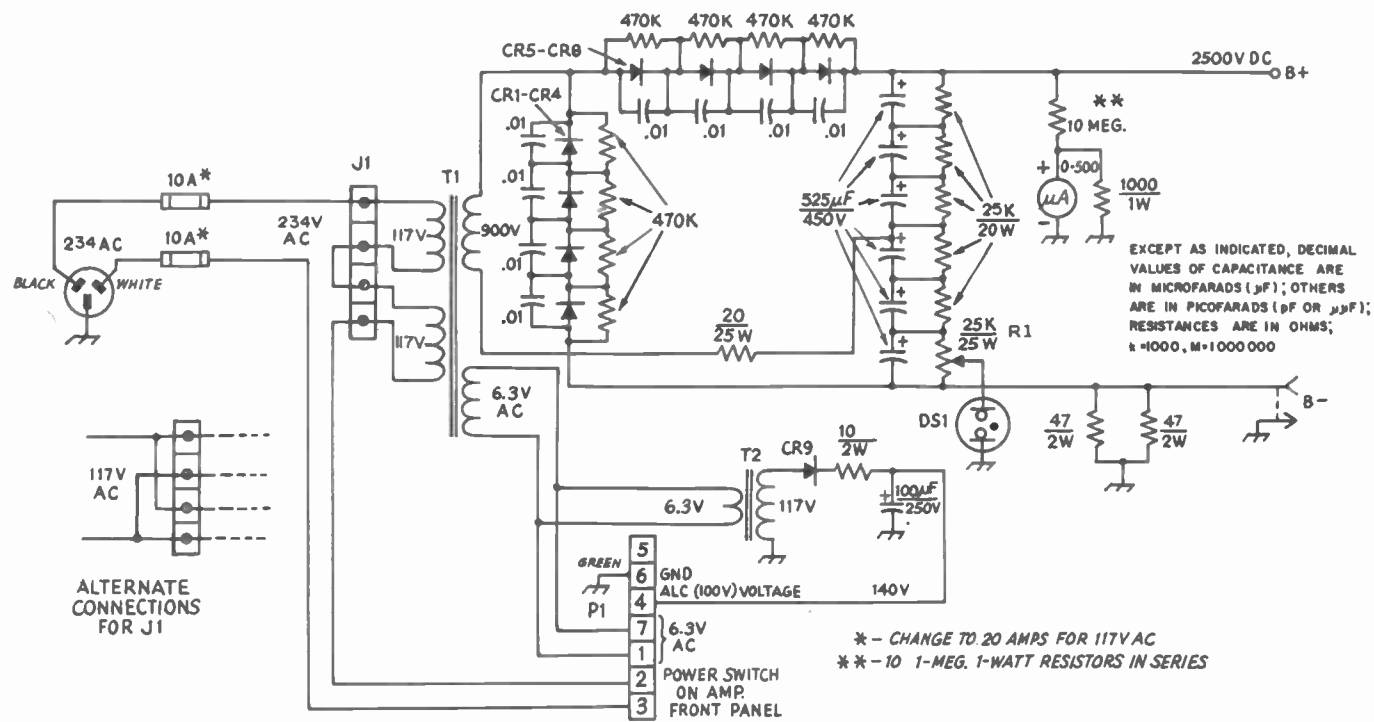 470K 470K 470K 470K
CR5-CR8
.01 .01 .01 .01
2500V DC
B+
**
10 MEG.
+
0-500
μA
-
1000
1W
CR1-CR4
.01
.01
.01
.01
470K
J1
T1
10A*
10A*
234V
AC
234 AC
BLACK
WHITE
117V
117V
900V
6.3V
AC
+
+
+
+
+
+
525μF
450V
25K
20W
20
25W
25K
25W
R1
DS1
EXCEPT AS INDICATED, DECIMAL
VALUES OF CAPACITANCE ARE
IN MICROFARADS (μF); OTHERS
ARE IN PICOFARADS (pF OR μμF);
RESISTANCES ARE IN OHMS;
k=1000, M=1000000
B-
47
2W
47
2W
117V
AC
ALTERNATE
CONNECTIONS
FOR J1
6.3V
T2
117V
CR9
10
2W
+
100μF
250V
140V
GREEN
P1
5
6 GND
ALC (100V) VOLTAGE
4
7
1
6.3V
AC
2
3
POWER SWITCH
ON AMP.
FRONT PANEL
* - CHANGE TO 20 AMPS FOR 117V AC
** - 10 1-MEG. 1-WATT RESISTORS IN SERIES